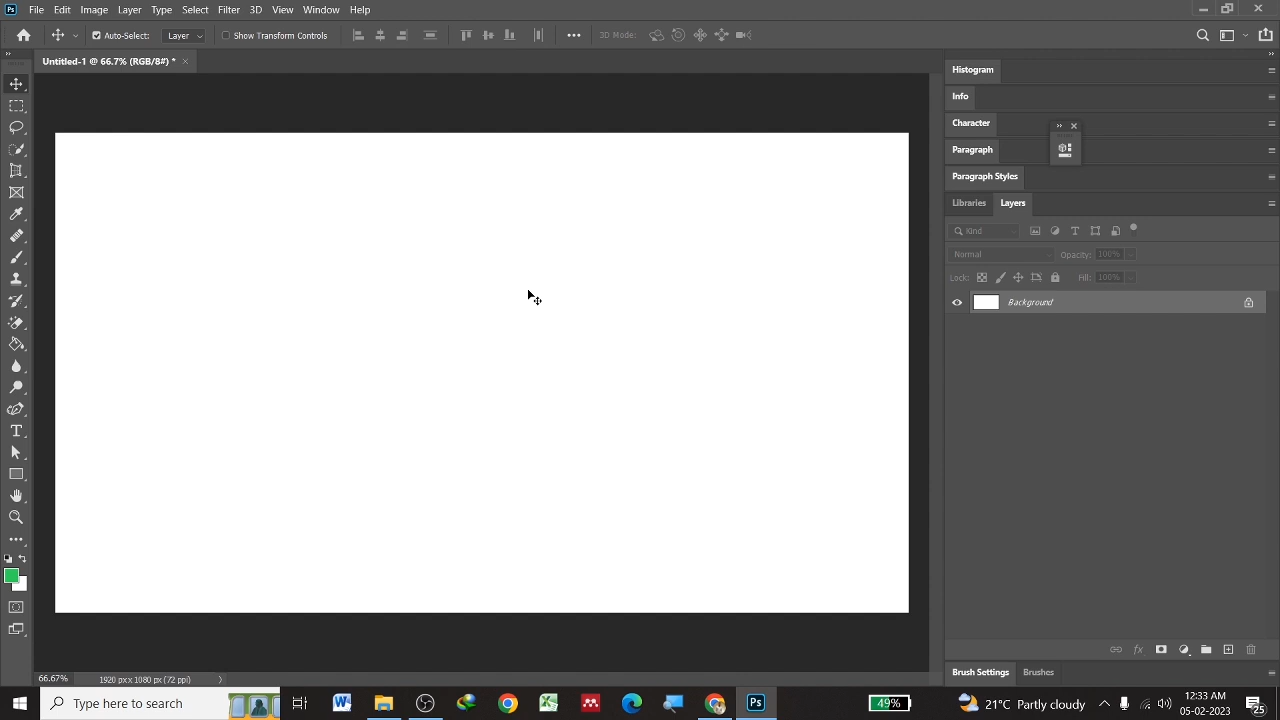 Ps File Edit Image Layer Type Select Filter 3D View Window Help
Auto-Select: Layer Show Transform Controls 3D Mode:
Untitled-1 @ 66.7% (RGB/8#) *
Histogram
Info
Character
Paragraph
Paragraph Styles
Libraries Layers
Kind
Normal Opacity: 100%
Lock: Fill: 100%
Background
fx
66.67% 1920 px x 1080 px (72 ppi)
Brush Settings Brushes
Type here to search
49%
21°C Partly cloudy
12:33 AM
05-02-2023
25